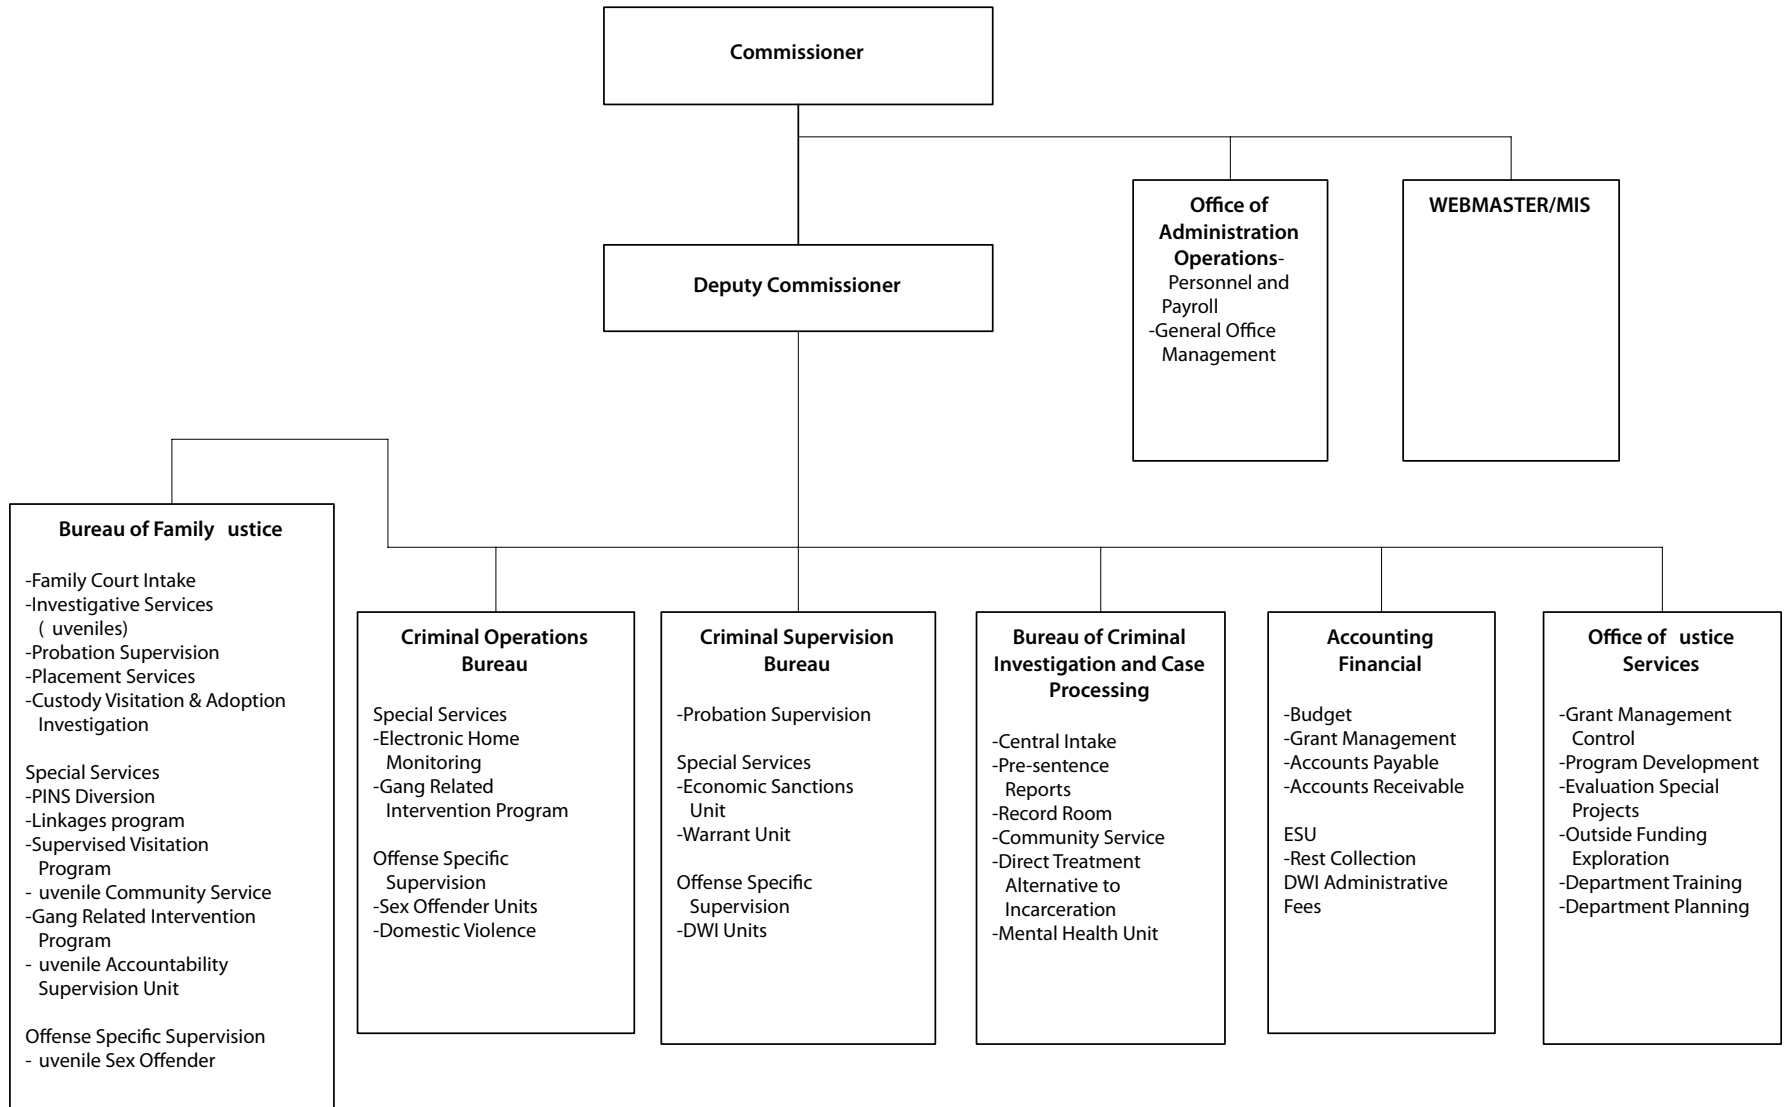 Commissioner
Office of
Administration
Operations-
Personnel and
Payroll
-General Office
Management
WEBMASTER/MIS
Deputy Commissioner
Bureau of Family ustice
-Family Court Intake
-Investigative Services
( uveniles)
-Probation Supervision
-Placement Services
-Custody Visitation & Adoption
Investigation
Special Services
-PINS Diversion
-Linkages program
-Supervised Visitation
Program
- uvenile Community Service
-Gang Related Intervention
Program
- uvenile Accountability
Supervision Unit
Offense Specific Supervision
- uvenile Sex Offender
Criminal Operations
Bureau
Special Services
-Electronic Home
Monitoring
-Gang Related
Intervention Program
Offense Specific
Supervision
-Sex Offender Units
-Domestic Violence
Criminal Supervision
Bureau
-Probation Supervision
Special Services
-Economic Sanctions
Unit
-Warrant Unit
Offense Specific
Supervision
-DWI Units
Bureau of Criminal
Investigation and Case
Processing
-Central Intake
-Pre-sentence
Reports
-Record Room
-Community Service
-Direct Treatment
Alternative to
Incarceration
-Mental Health Unit
Accounting
Financial
-Budget
-Grant Management
-Accounts Payable
-Accounts Receivable
ESU
-Rest Collection
DWI Administrative
Fees
Office of ustice
Services
-Grant Management
Control
-Program Development
-Evaluation Special
Projects
-Outside Funding
Exploration
-Department Training
-Department Planning